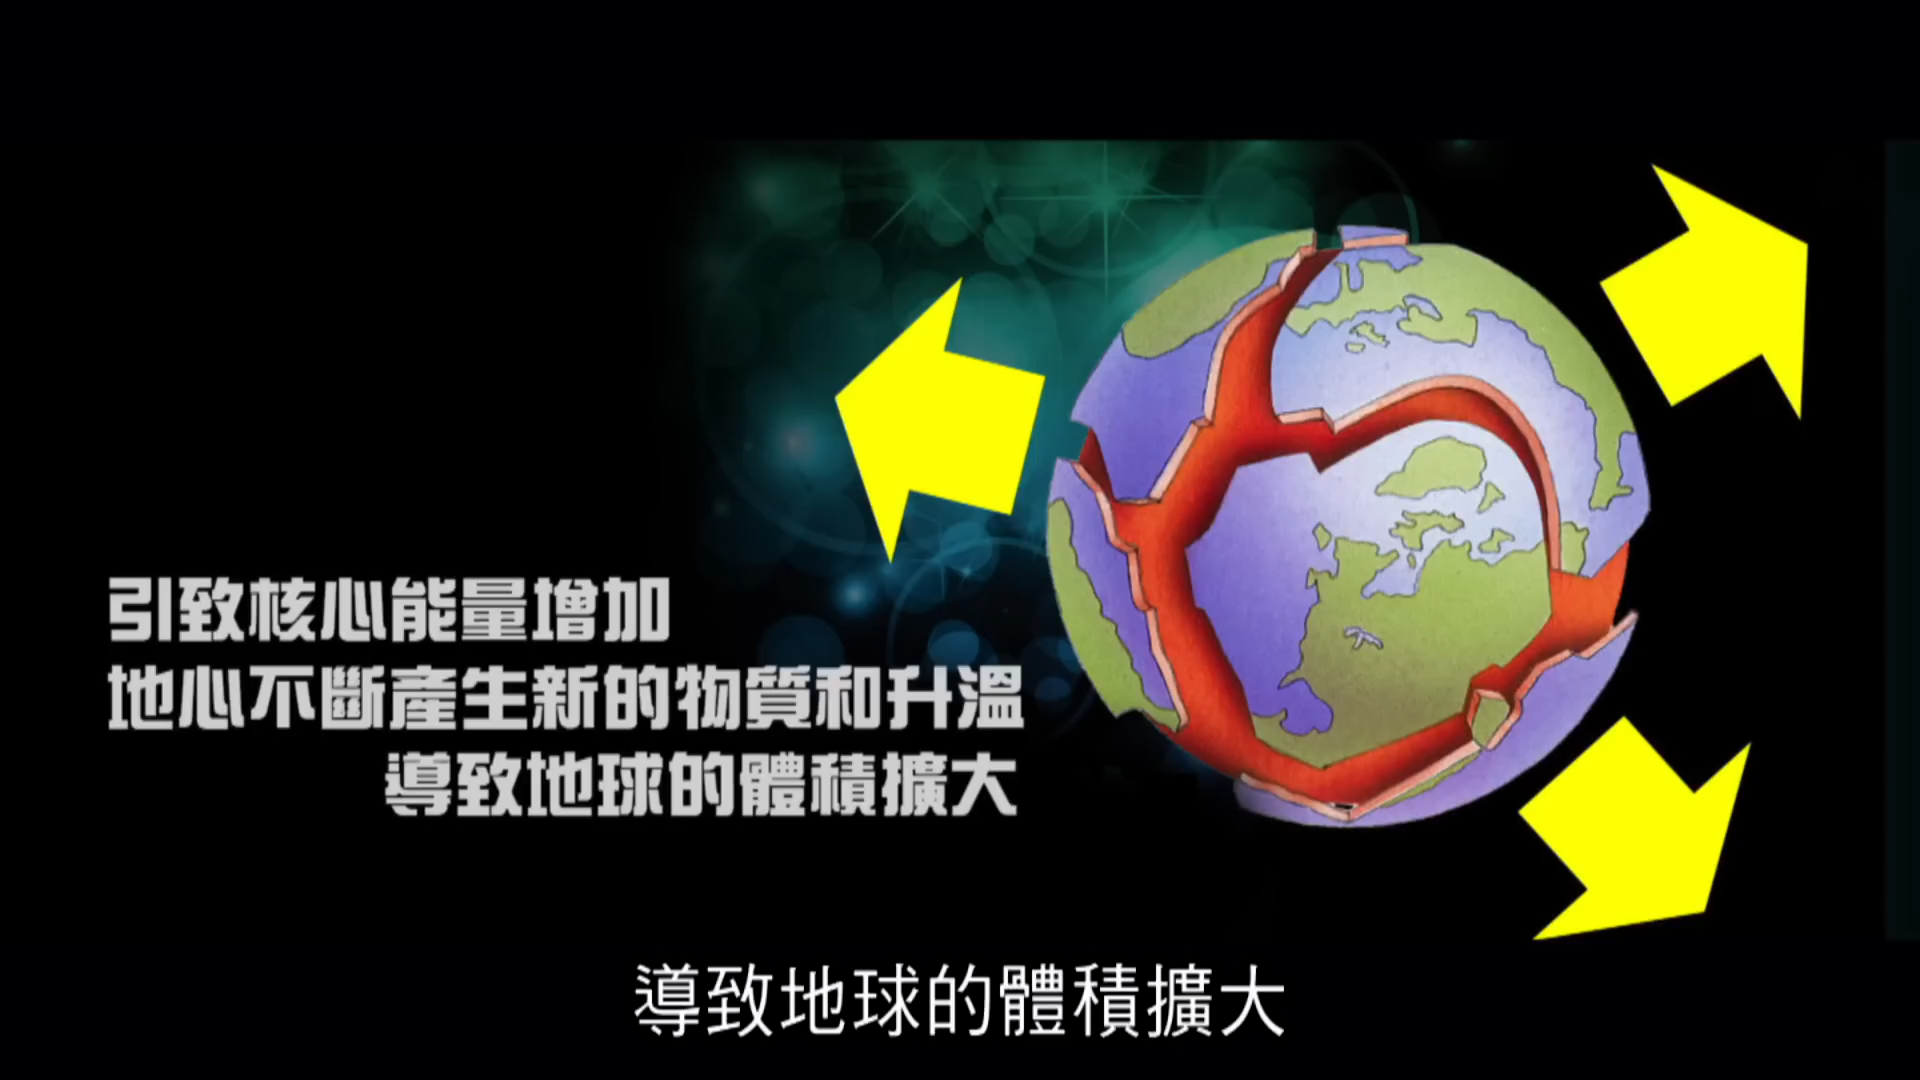 引致核心能量增加
地心不斷產生新的物質和升溫
導致地球的體積擴大
導致地球的體積擴大